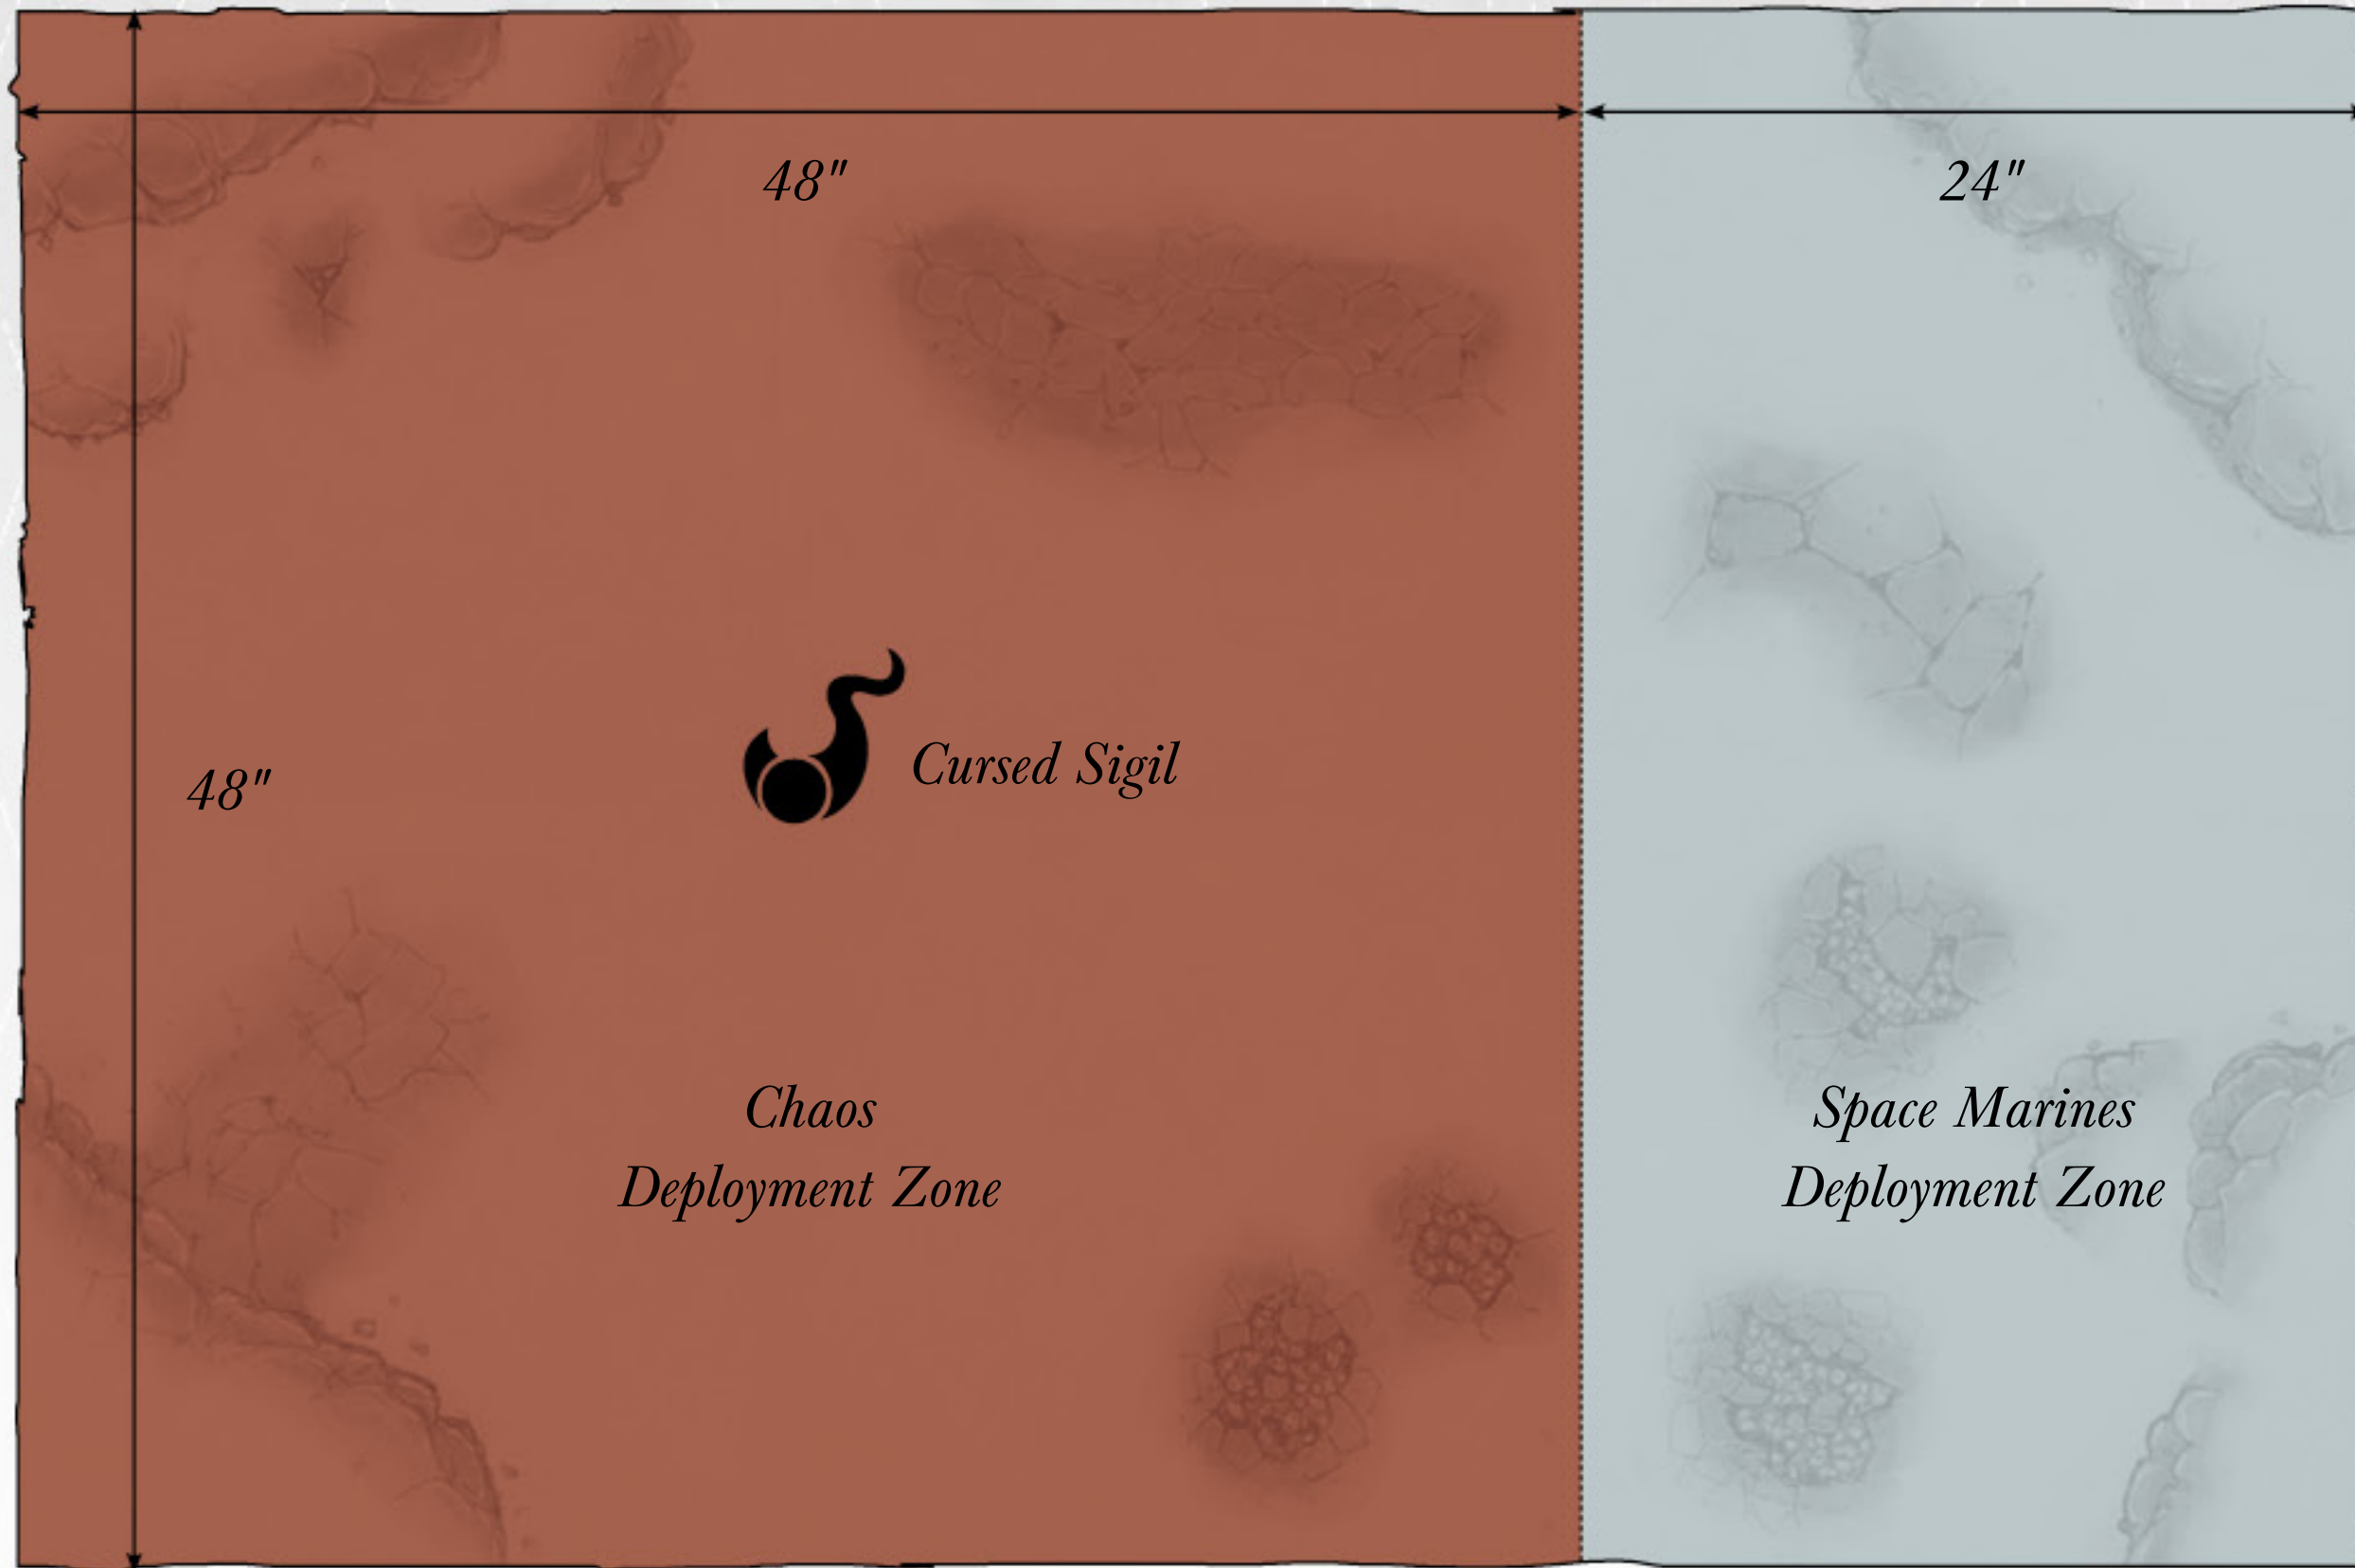 48"
24"
48"
Cursed Sigil
Chaos
Deployment Zone
Space Marines
Deployment Zone